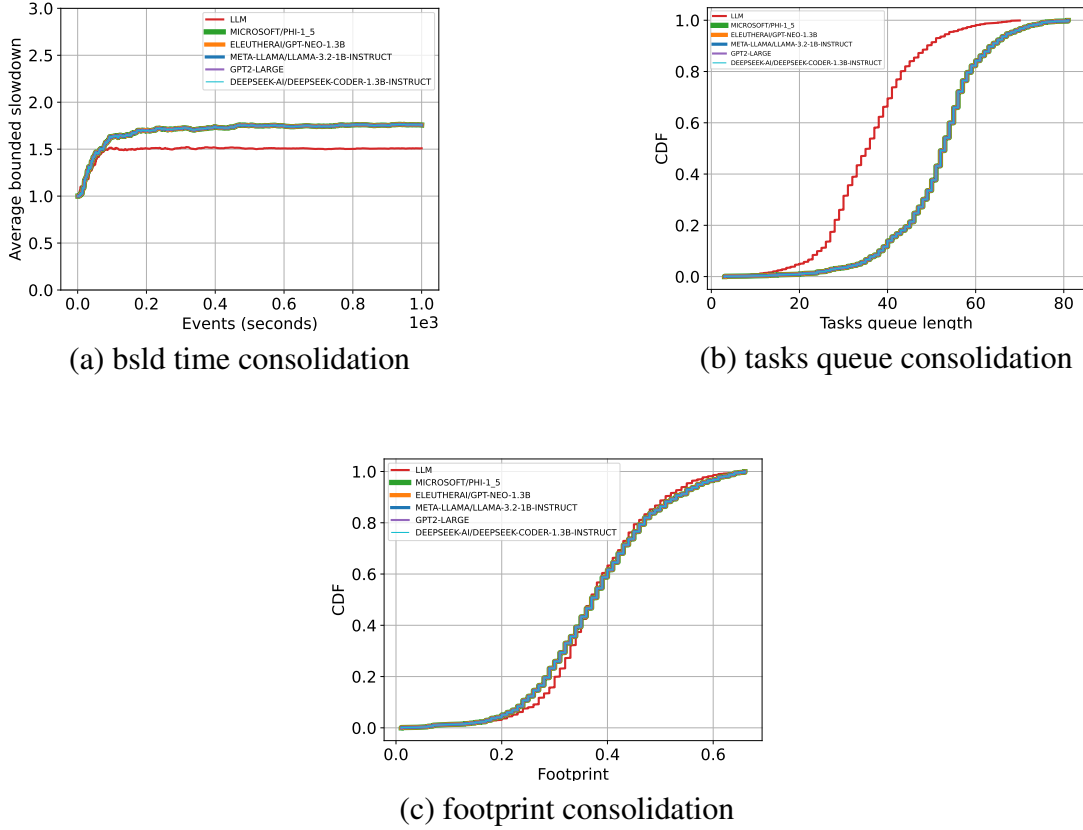 LLM
MICROSOFT/PHI-1_5
ELEUTHERAI/GPT-NEO-1.3B
META-LLAMA/LLAMA-3.2-1B-INSTRUCT
GPT2-LARGE
DEEPSEEK-AI/DEEPSEEK-CODER-1.3B-INSTRUCT
Average bounded slowdown
3.0
2.5
2.0
1.5
1.0
0.5
0.0
0.0 0.2 0.4 0.6 0.8 1.0
1e3
Events (seconds)
(a) bsld time consolidation
LLM
MICROSOFT/PHI-1_5
ELEUTHERAI/GPT-NEO-1.3B
META-LLAMA/LLAMA-3.2-1B-INSTRUCT
GPT2-LARGE
DEEPSEEK-AI/DEEPSEEK-CODER-1.3B-INSTRUCT
CDF
1.0
0.8
0.6
0.4
0.2
0.0
0 20 40 60 80
Tasks queue length
(b) tasks queue consolidation
LLM
MICROSOFT/PHI-1_5
ELEUTHERAI/GPT-NEO-1.3B
META-LLAMA/LLAMA-3.2-1B-INSTRUCT
GPT2-LARGE
DEEPSEEK-AI/DEEPSEEK-CODER-1.3B-INSTRUCT
CDF
1.0
0.8
0.6
0.4
0.2
0.0
0.0 0.2 0.4 0.6
Footprint
(c) footprint consolidation